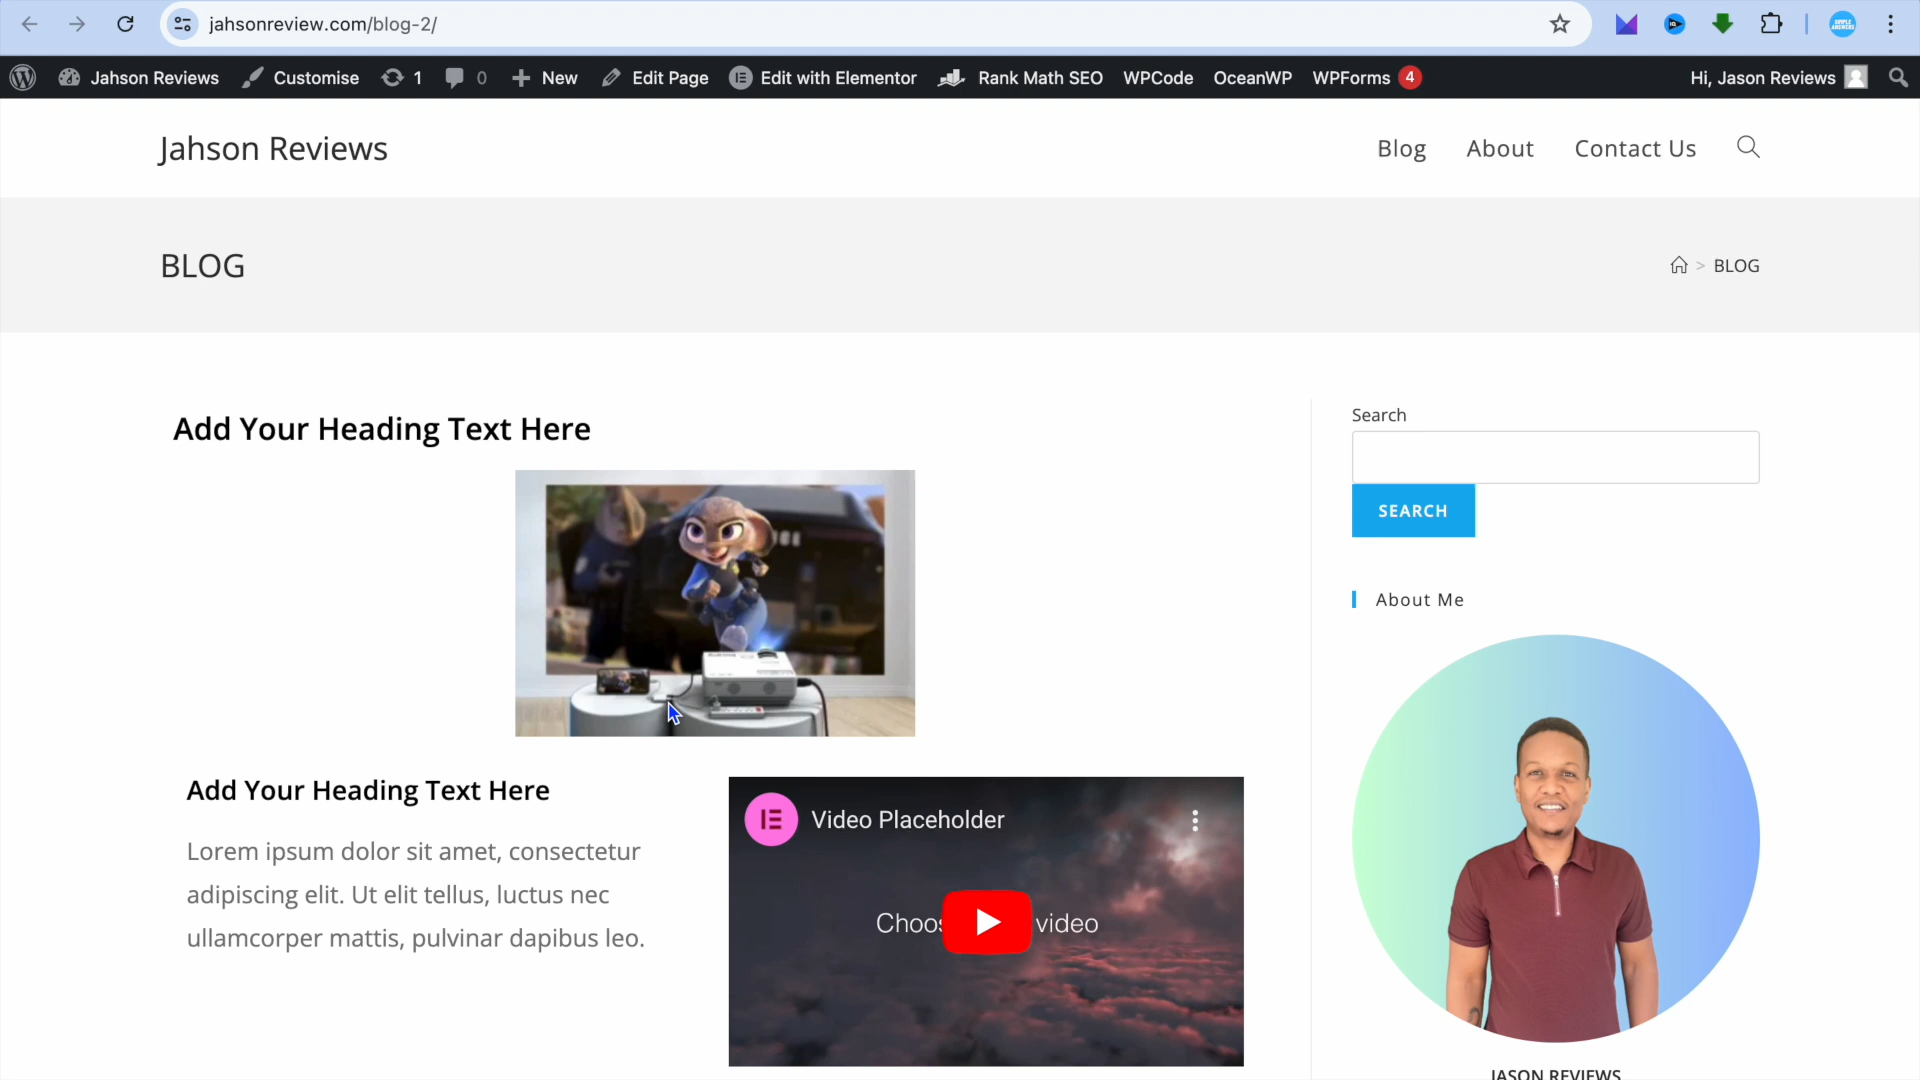 jahsonreview.com/blog-2/
Jahson Reviews Customise 1 0 New Edit Page Edit with Elementor Rank Math SEO WPCode OceanWP WPForms 4 Hi, Jason Reviews
Jahson Reviews
Blog About Contact Us
BLOG
> BLOG
Add Your Heading Text Here
Search
SEARCH
About Me
Add Your Heading Text Here
Lorem ipsum dolor sit amet, consectetur
adipiscing elit. Ut elit tellus, luctus nec
ullamcorper mattis, pulvinar dapibus leo.
Video Placeholder
video
JASON REVIEWS